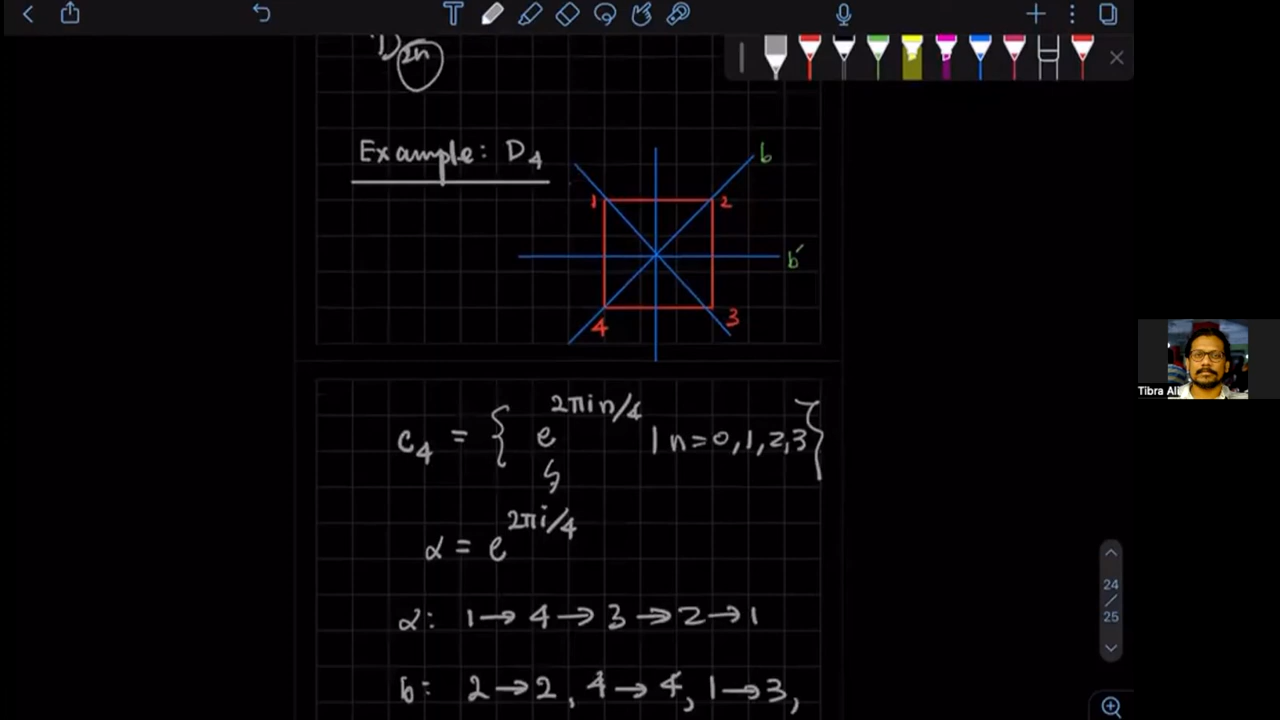 D2n
Example: D4
b
1
2
b′
4
3
C4 = { e^2πin/4 | n=0,1,2,3}
α = e^2πi/4
α: 1→4→3→2→1
b: 2→2, 4→4, 1→3,
24
/
25
Tibra Ali